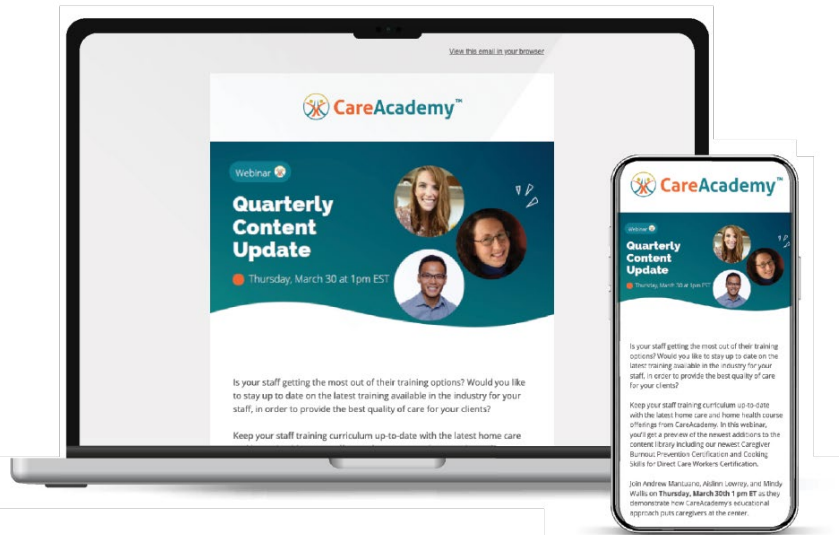 View this email in your browser
CareAcademy™
Webinar
Quarterly
Content
Update
Thursday, March 30 at 1pm EST
Is your staff getting the most out of their training options? Would you like
to stay up to date on the latest training available in the industry for your
staff, in order to provide the best quality of care for your clients?
Keep your staff training curriculum up-to-date with the latest home care
CareAcademy™
Webinar
Quarterly
Content
Update
Thursday, March 30 at 1pm EST
Is your staff getting the most out of their training
options? Would you like to stay up to date on the
latest training available in the industry for your
staff, in order to provide the best quality of care
for your clients?
Keep your staff training curriculum up-to-date
with the latest home care and home health course
offerings from CareAcademy. In this webinar,
you'll get a preview of the newest additions to the
content library including our newest Caregiver
Burnout Prevention Certification and Cooking
Skills for Direct Care Workers Certification.
Join Andrew Mantuano, Aislinn Lowrey, and Mindy
Wallis on Thursday, March 30th 1 pm ET as they
demonstrate how CareAcademy's educational
approach puts caregivers at the center.